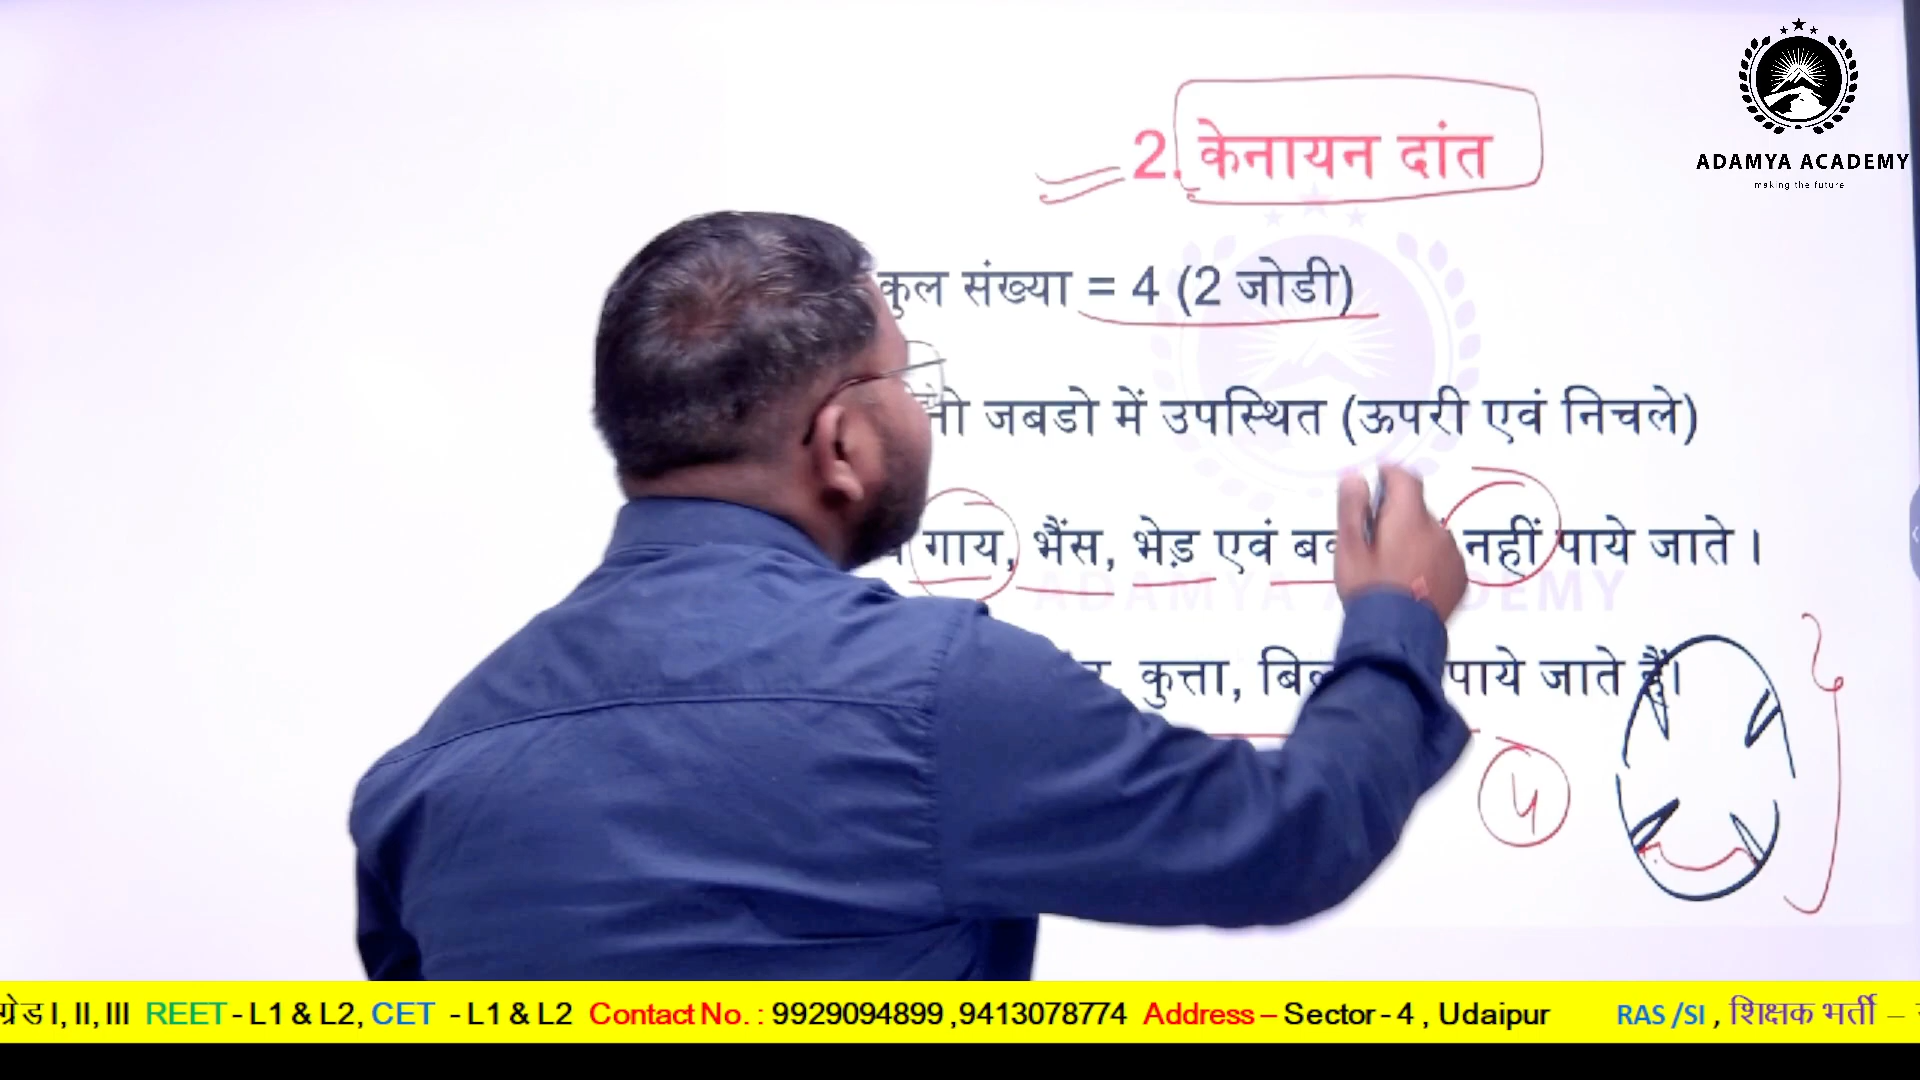 ADAMYA ACADEMY
making the future
2. केनायन दांत
कुल संख्या = 4 (2 जोडी)
जबडो में उपस्थित (ऊपरी एवं निचले)
गाय, भैंस, भेड़ एवं नहीं पाये जाते ।
कुत्ता, पाये जाते हैं।
4
ग्रेड I, II, III REET - L1 & L2, CET - L1 & L2 Contact No. : 9929094899 ,9413078774 Address – Sector - 4 , Udaipur RAS /SI , शिक्षक भर्ती –